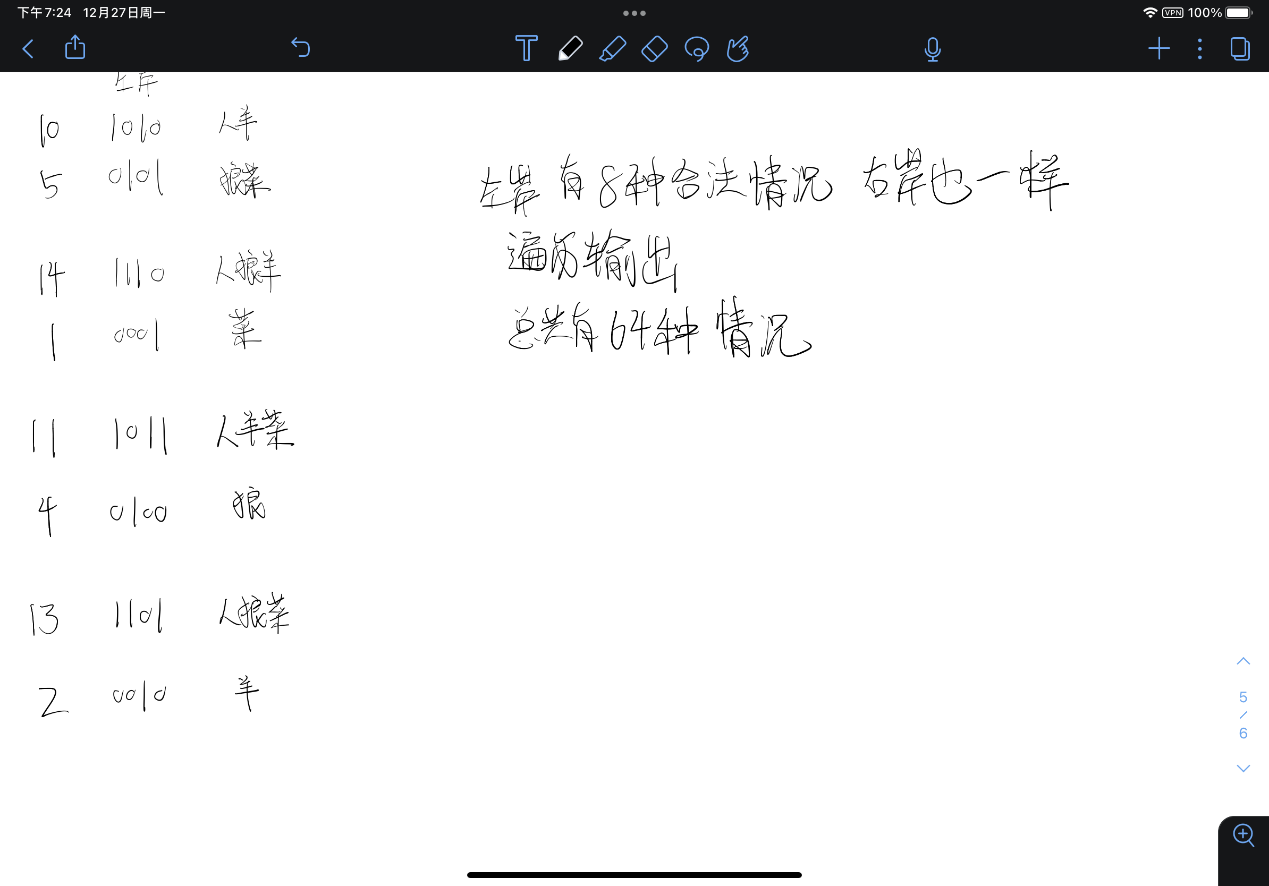 下午7:24 12月27日周一
VPN 100%
左岸
10 1010 人羊
5 0101 狼菜
左岸有8种合法情况 右岸也一样
遍历输出
14 1110 人狼羊
1 0001 菜
总共有64种情况
11 1011 人羊菜
4 0100 狼
13 1101 人狼菜
2 0010 羊
5
/
6